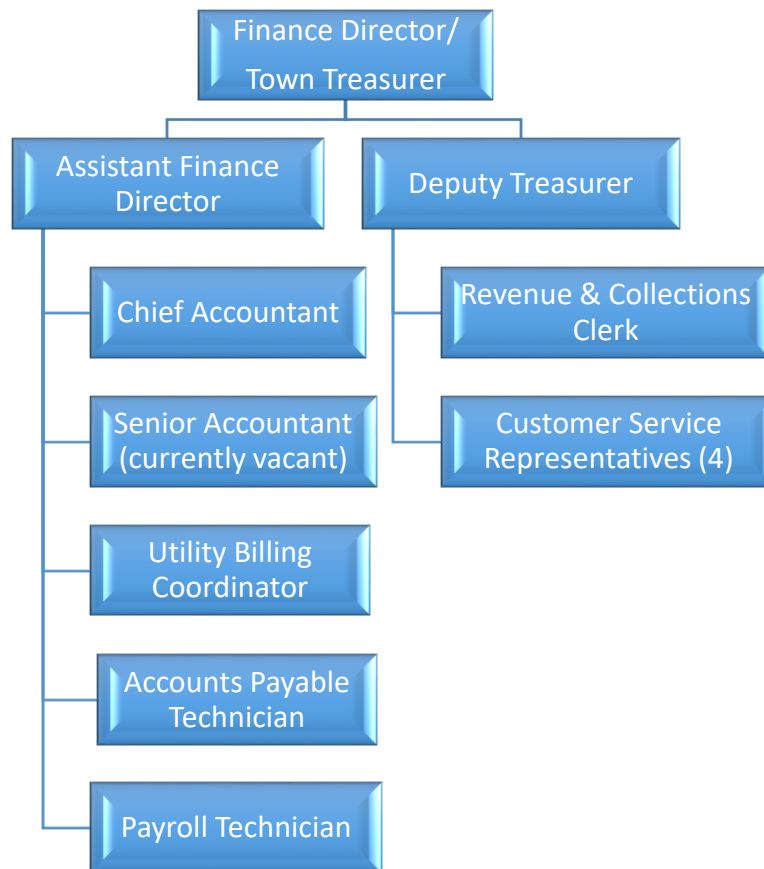 Finance Director/
Town Treasurer
Assistant Finance
Director
Deputy Treasurer
Chief Accountant
Senior Accountant
(currently vacant)
Utility Billing
Coordinator
Accounts Payable
Technician
Payroll Technician
Revenue & Collections
Clerk
Customer Service
Representatives (4)